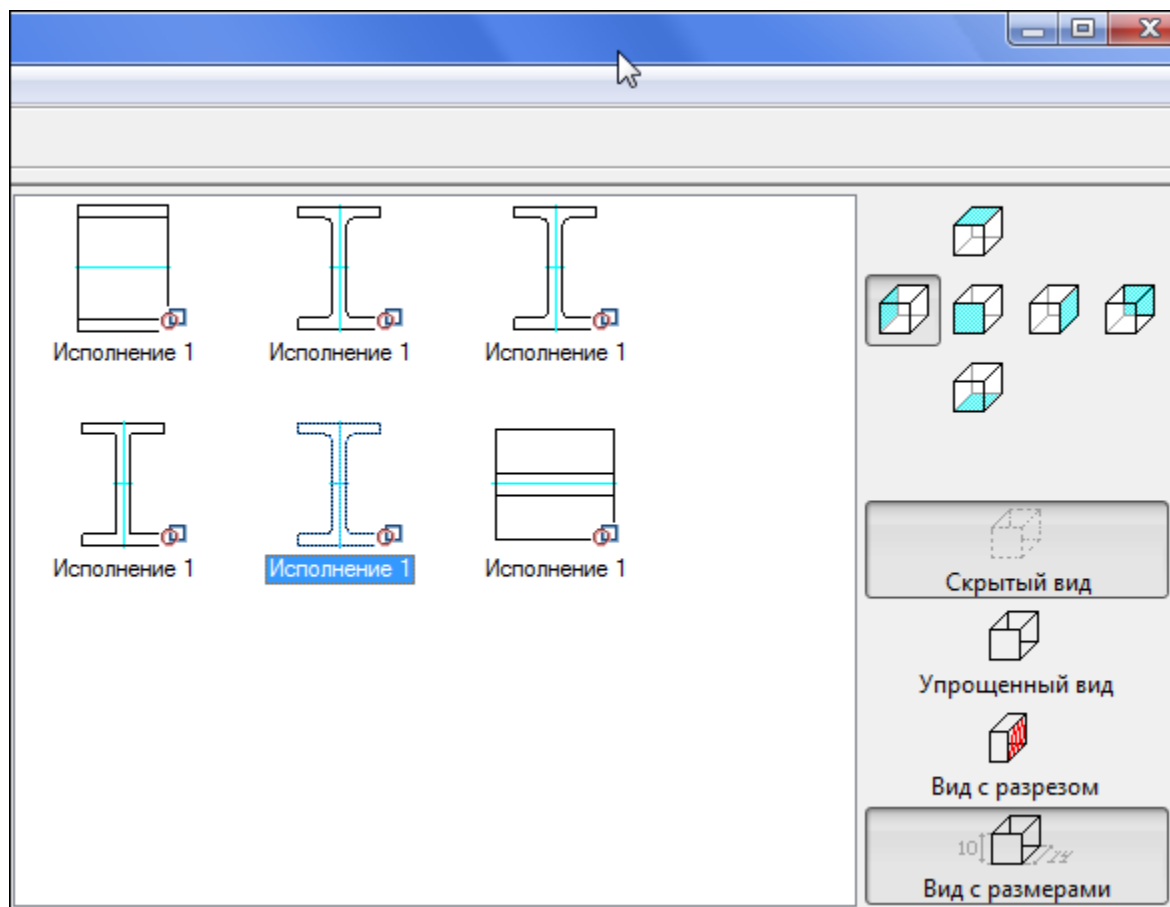 Исполнение 1
Исполнение 1
Исполнение 1
Исполнение 1
Исполнение 1
Исполнение 1
Скрытый вид
Упрощенный вид
Вид с разрезом
10
Вид с размерами